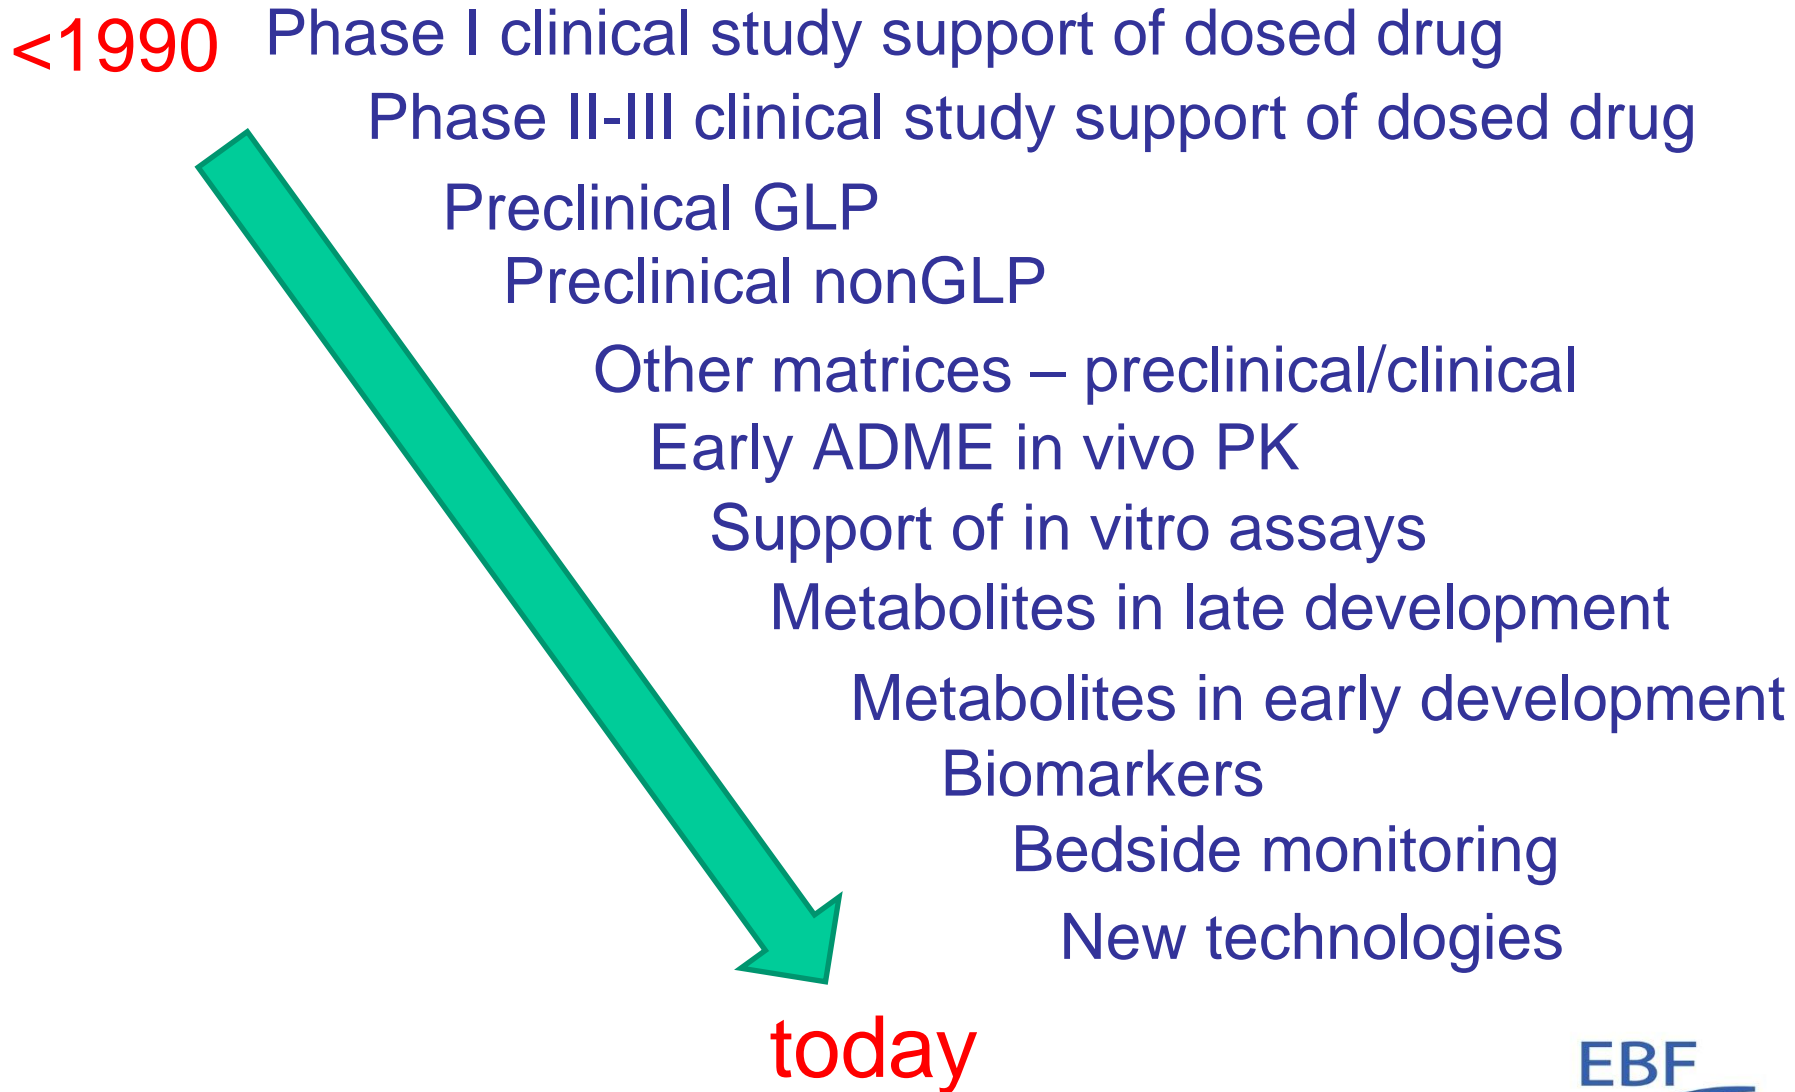 <1990
Phase I clinical study support of dosed drug
Phase II-III clinical study support of dosed drug
Preclinical GLP
Preclinical nonGLP
Other matrices – preclinical/clinical
Early ADME in vivo PK
Support of in vitro assays
Metabolites in late development
Metabolites in early development
Biomarkers
Bedside monitoring
New technologies
today
EBF